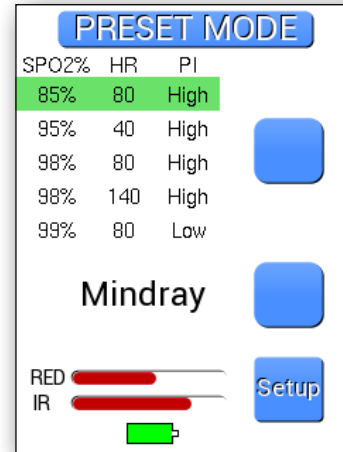 PRESET MODE
SPO2% HR PI
85% 80 High
95% 40 High
98% 80 High
98% 140 High
99% 80 Low
Mindray
RED
IR
Setup